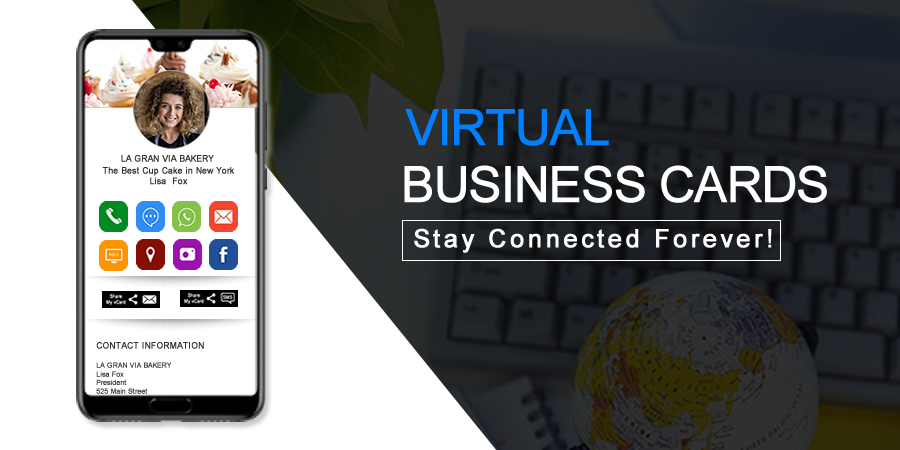 LA GRAN VIA BAKERY
The Best Cup Cake in New York
Lisa Fox
Share
My vCard
Share
My vCard
SMS
CONTACT INFORMATION
LA GRAN VIA BAKERY
Lisa Fox
President
525 Main Street
VIRTUAL
BUSINESS CARDS
Stay Connected Forever!